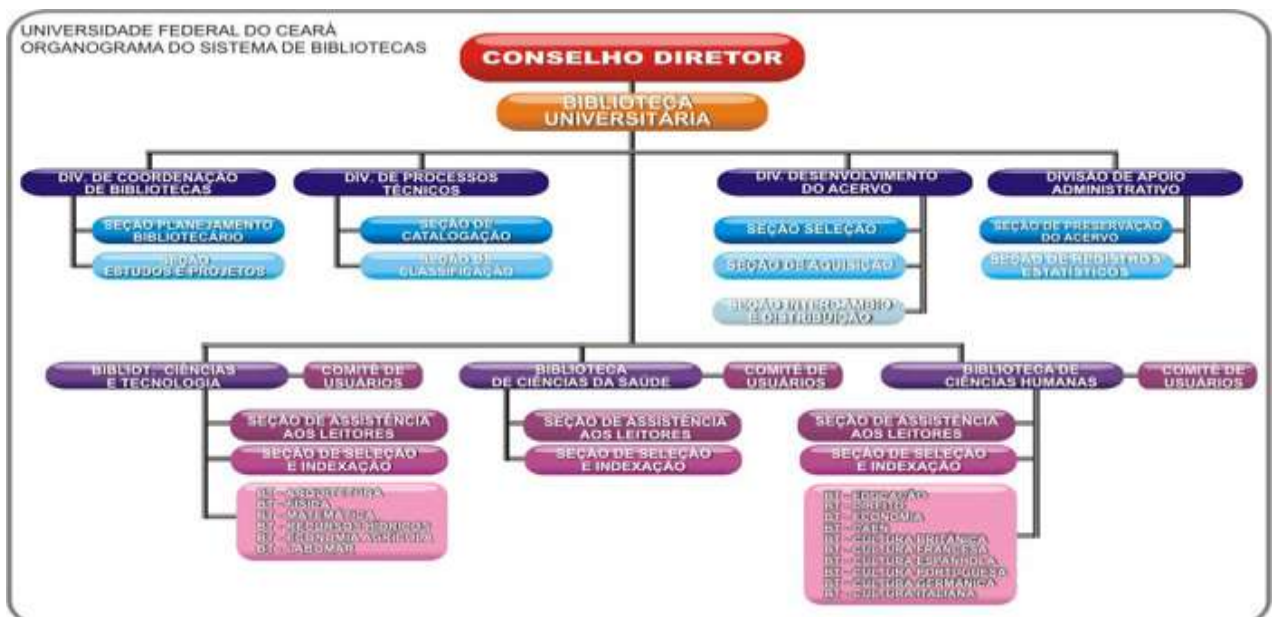 UNIVERSIDADE FEDERAL DO CEARÁ
ORGANOGRAMA DO SISTEMA DE BIBLIOTECAS
CONSELHO DIRETOR
BIBLIOTECA
UNIVERSITÁRIA
DIV. DE COORDENAÇÃO
DE BIBLIOTECAS
DIV. DE PROCESSOS
TÉCNICOS
DIV. DESENVOLVIMENTO
DO ACERVO
DIVISÃO DE APOIO
ADMINISTRATIVO
SEÇÃO PLANEJAMENTO
BIBLIOTECÁRIO
SEÇÃO DE
CATALOGAÇÃO
SEÇÃO SELEÇÃO
SEÇÃO DE PRESERVAÇÃO
DO ACERVO
SEÇÃO
ESTUDOS E PROJETOS
SEÇÃO DE
CLASSIFICAÇÃO
SEÇÃO DE AQUISIÇÃO
SEÇÃO DE REGISTROS
ESTATÍSTICOS
SEÇÃO INTERCÂMBIO
E DISTRIBUIÇÃO
BIBLIOT. CIÊNCIAS
E TECNOLOGIA
COMITÊ DE
USUÁRIOS
BIBLIOTECA
DE CIÊNCIAS DA SAÚDE
COMITÊ DE
USUÁRIOS
BIBLIOTECA DE
CIÊNCIAS HUMANAS
COMITÊ DE
USUÁRIOS
SEÇÃO DE ASSISTÊNCIA
AOS LEITORES
SEÇÃO DE SELEÇÃO
E INDEXAÇÃO
BT - ARQUITETURA
BT - FÍSICA
BT - MATEMÁTICA
BT - RECURSOS HÍDRICOS
BT - ECONOMIA AGRÍCOLA
BT - LABOMAR
SEÇÃO DE ASSISTÊNCIA
AOS LEITORES
SEÇÃO DE SELEÇÃO
E INDEXAÇÃO
SEÇÃO DE ASSISTÊNCIA
AOS LEITORES
SEÇÃO DE SELEÇÃO
E INDEXAÇÃO
BT - EDUCAÇÃO
BT - DIREITO
BT - ECONOMIA
BT - CAEN
BT - CULTURA BRITÂNICA
BT - CULTURA FRANCESA
BT - CULTURA ESPANHOLA
BT - CULTURA PORTUGUESA
BT - CULTURA GERMÂNICA
BT - CULTURA ITALIANA